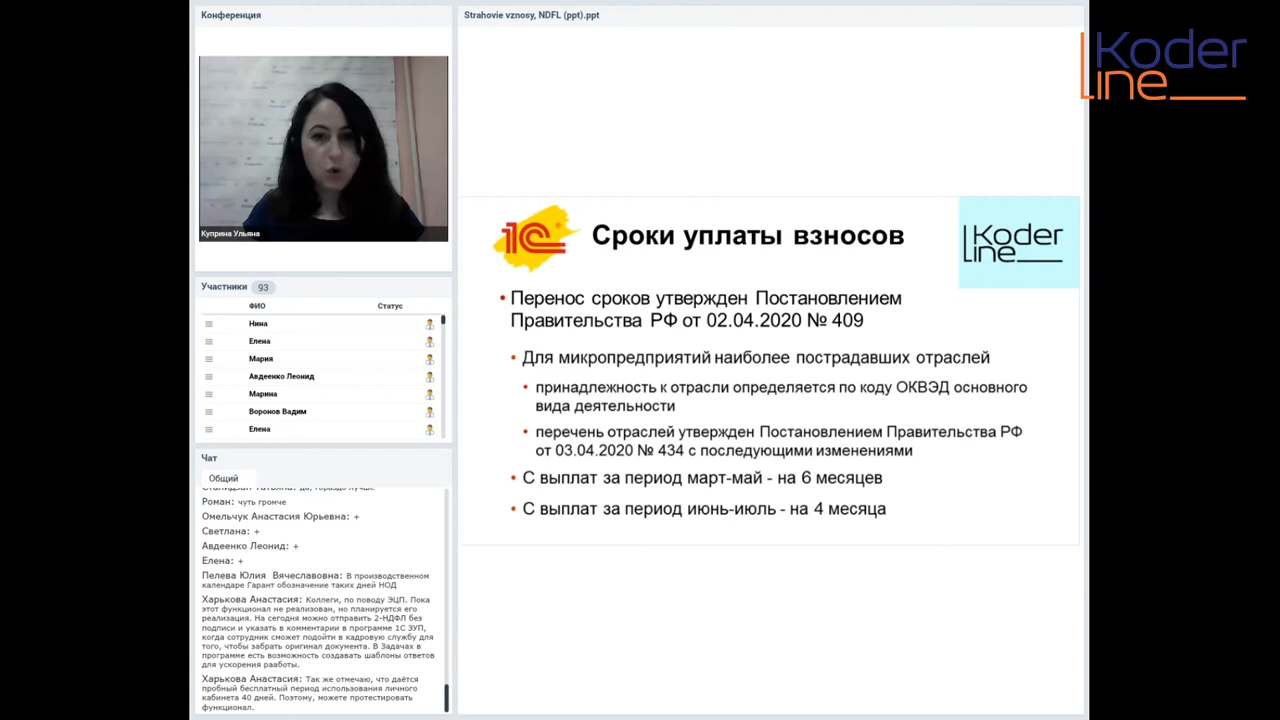 Конференция
Куприна Ульяна
Участники 93
ФИО Статус
Нина
Елена
Мария
Авдеенко Леонид
Марина
Воронов Вадим
Елена
Чат
Общий
Роман: чуть громче
Омельчук Анастасия Юрьевна: +
Светлана: +
Авдеенко Леонид: +
Елена: +
Пелева Юлия Вячеславовна: В производственном
календаре Гарант обозначение таких дней НОД
Харькова Анастасия: Коллеги, по поводу ЭЦП. Пока
этот функционал не реализован, но планируется его
реализация. На сегодня можно отправить 2-НДФЛ без
подписи и указать в комментарии в программе 1С ЗУП,
когда сотрудник сможет подойти в кадровую службу для
того, чтобы забрать оригинал документа. В Задачах в
программе есть возможность создавать шаблоны ответов
для ускорения рааботы.
Харькова Анастасия: Так же отмечаю, что даётся
пробный бесплатный период использования личного
кабинета 40 дней. Поэтому, можете протестировать
функционал.
Strahovie vznosy, NDFL (ppt).ppt
1С
Сроки уплаты взносов
Koder
line
• Перенос сроков утвержден Постановлением
Правительства РФ от 02.04.2020 № 409
• Для микропредприятий наиболее пострадавших отраслей
• принадлежность к отрасли определяется по коду ОКВЭД основного
вида деятельности
• перечень отраслей утвержден Постановлением Правительства РФ
от 03.04.2020 № 434 с последующими изменениями
• С выплат за период март-май - на 6 месяцев
• С выплат за период июнь-июль - на 4 месяца
Koder
line